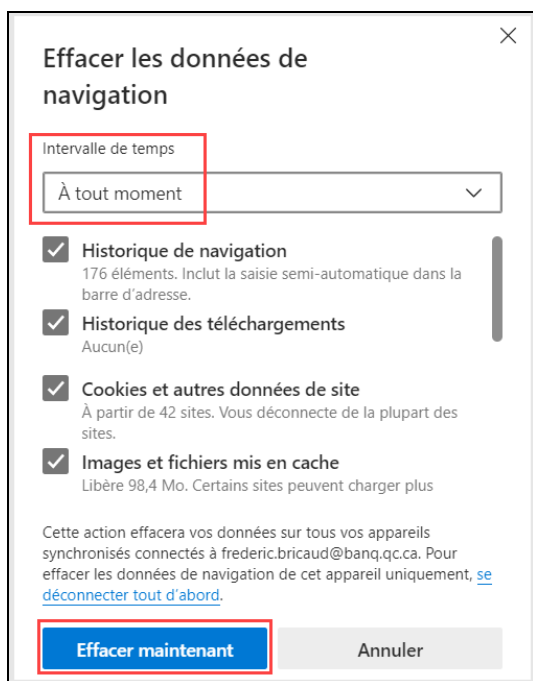 Effacer les données de
navigation
Intervalle de temps
À tout moment
Historique de navigation
176 éléments. Inclut la saisie semi-automatique dans la
barre d'adresse.
Historique des téléchargements
Aucun(e)
Cookies et autres données de site
À partir de 42 sites. Vous déconnecte de la plupart des
sites.
Images et fichiers mis en cache
Libère 98,4 Mo. Certains sites peuvent charger plus
Cette action effacera vos données sur tous vos appareils
synchronisés connectés à frederic.bricaud@banq.qc.ca. Pour
effacer les données de navigation de cet appareil uniquement, se
déconnecter tout d'abord.
Effacer maintenant Annuler